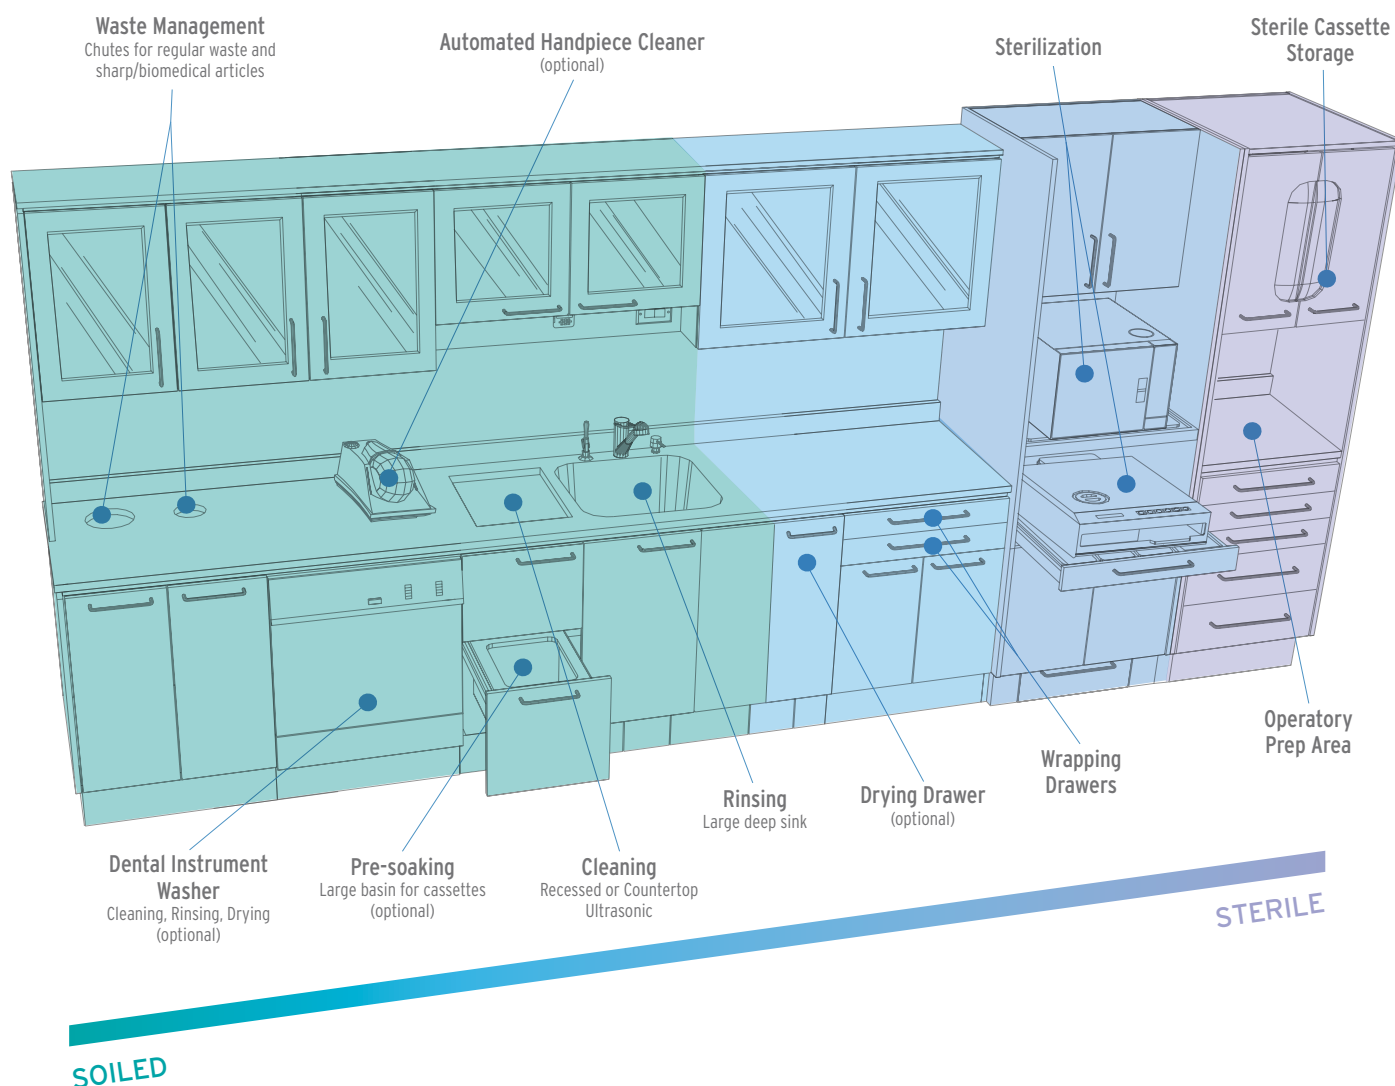 Waste Management
Chutes for regular waste and
sharp/biomedical articles
Automated Handpiece Cleaner
(optional)
Sterilization
Sterile Cassette
Storage
Operatory
Prep Area
Wrapping
Drawers
Drying Drawer
(optional)
Rinsing
Large deep sink
Cleaning
Recessed or Countertop
Ultrasonic
Pre-soaking
Large basin for cassettes
(optional)
Dental Instrument
Washer
Cleaning, Rinsing, Drying
(optional)
STERILE
SOILED